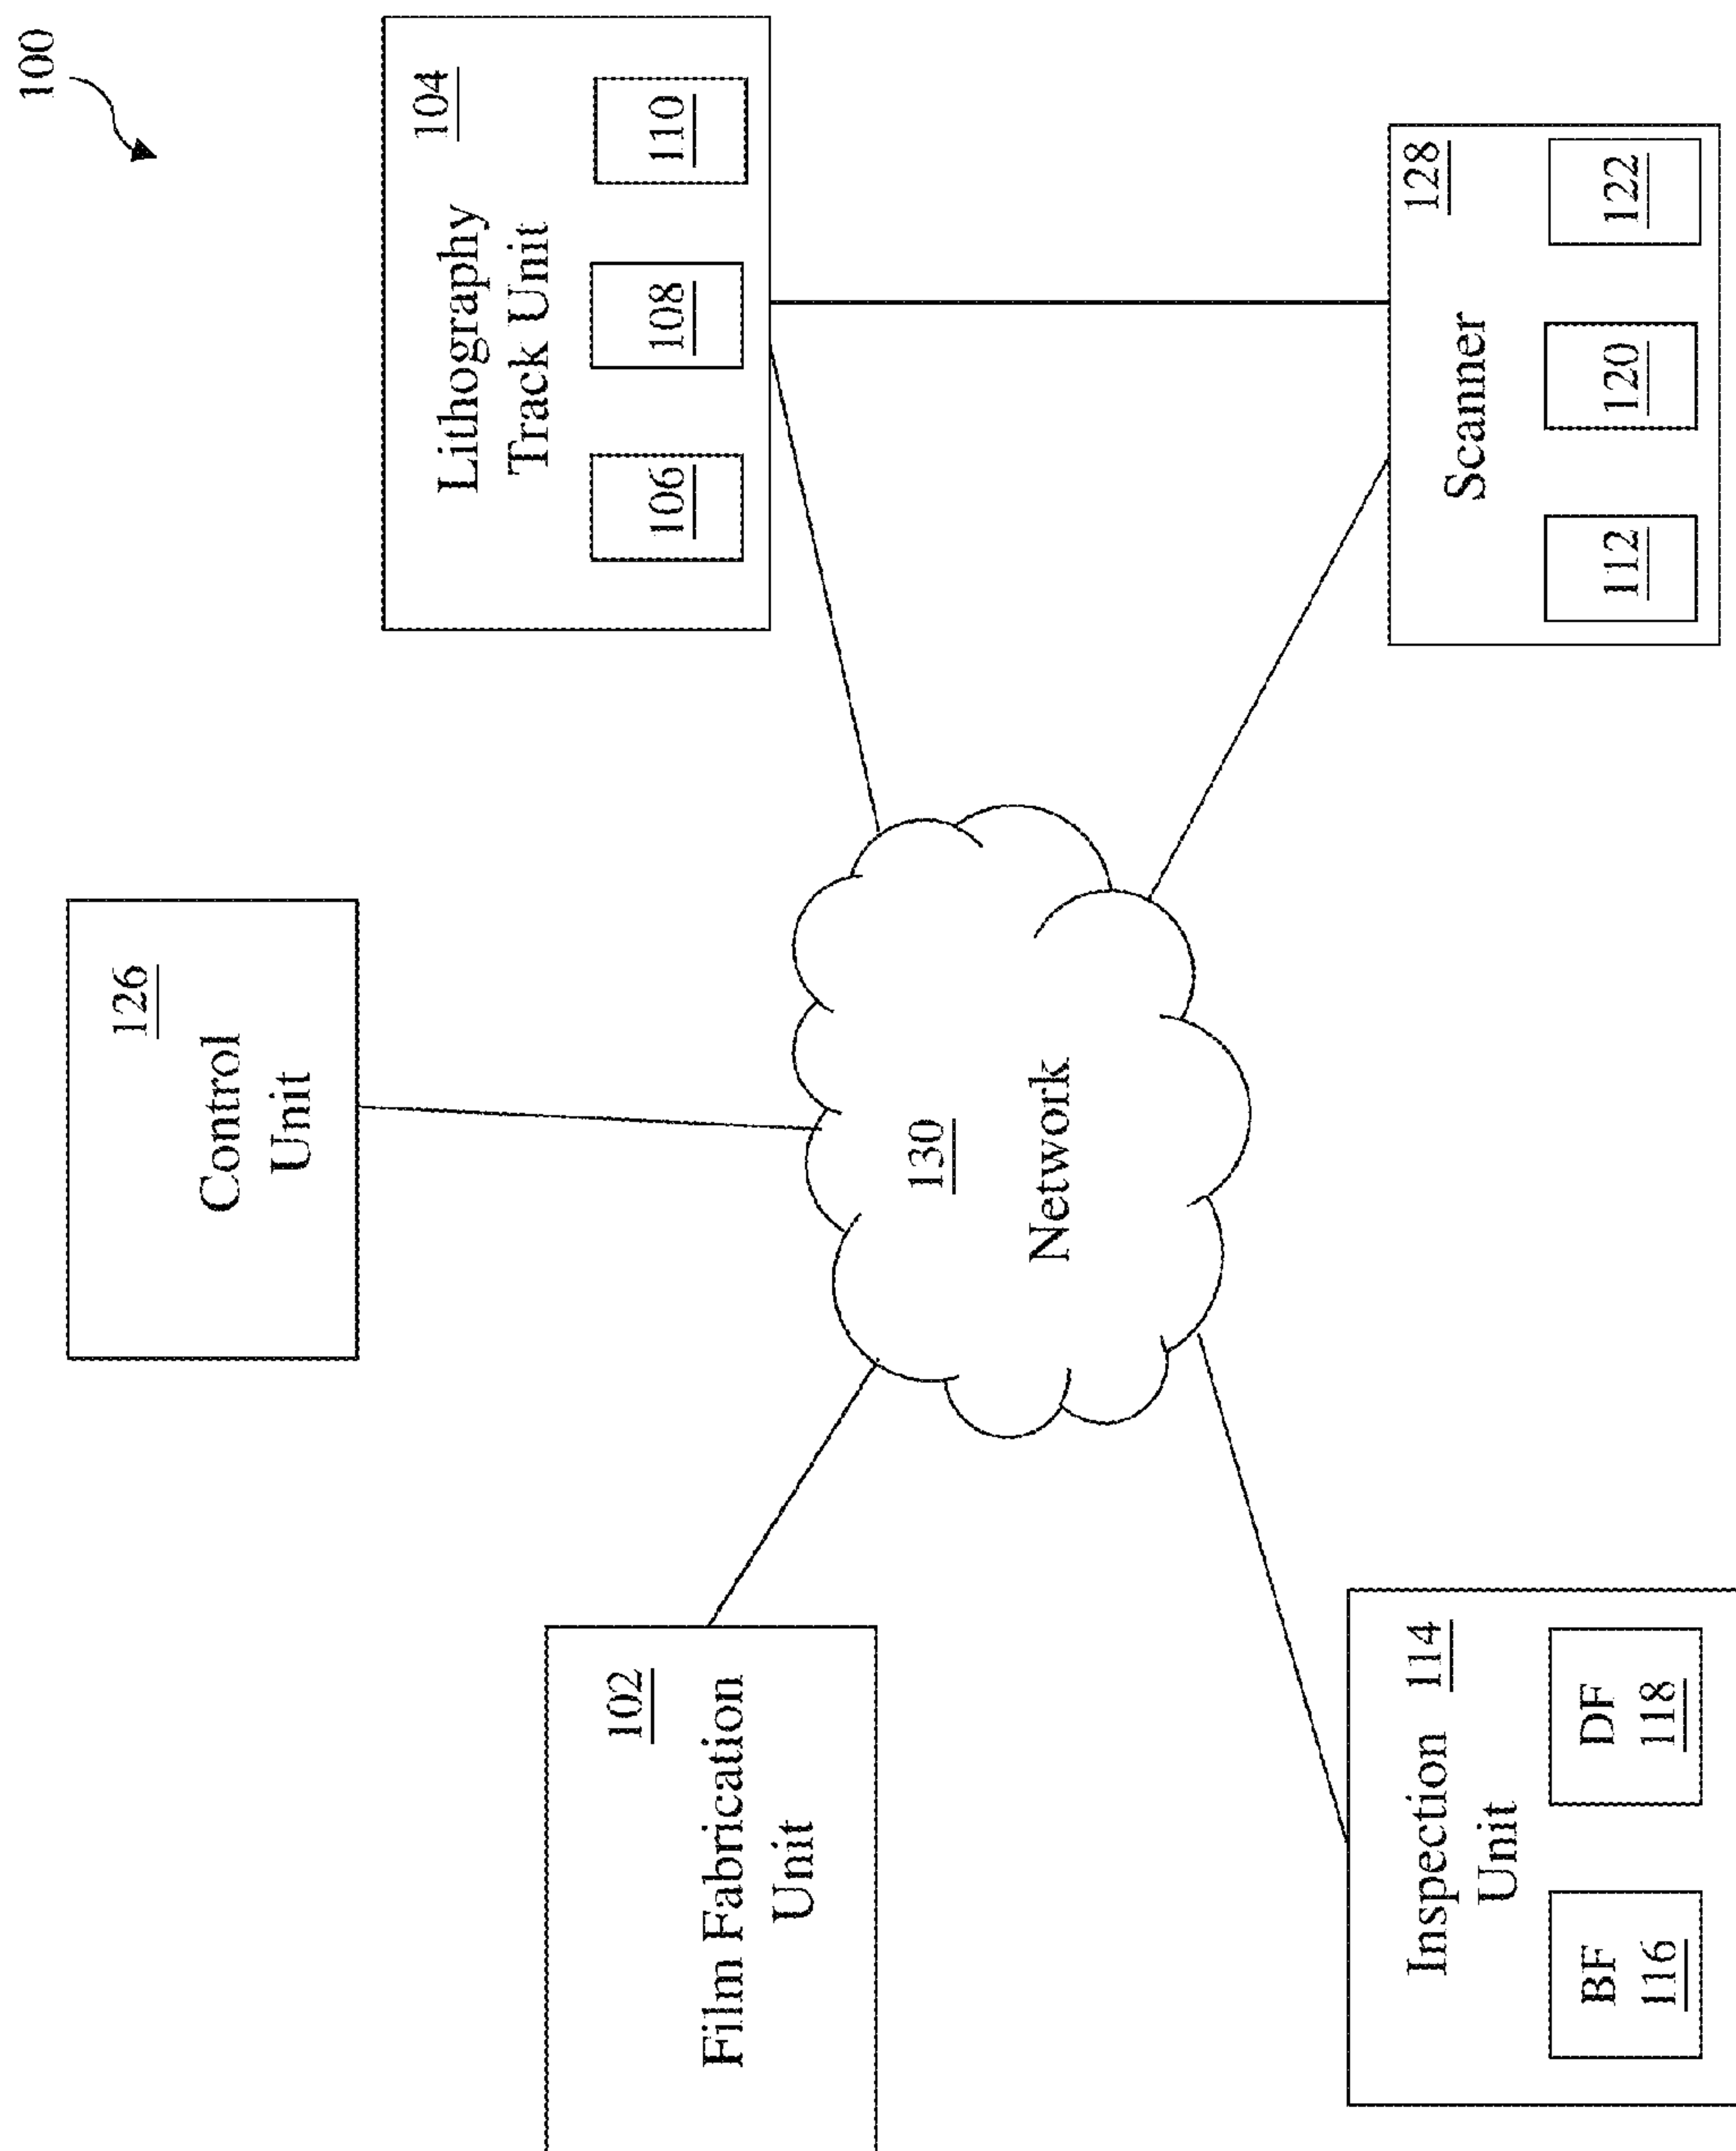 100
126
Control
Unit
102
Film Fabrication
Unit
104
Lithography
Track Unit
106
108
110
130
Network
Inspection 114
Unit
BF
116
DF
118
128
Scanner
112
120
122